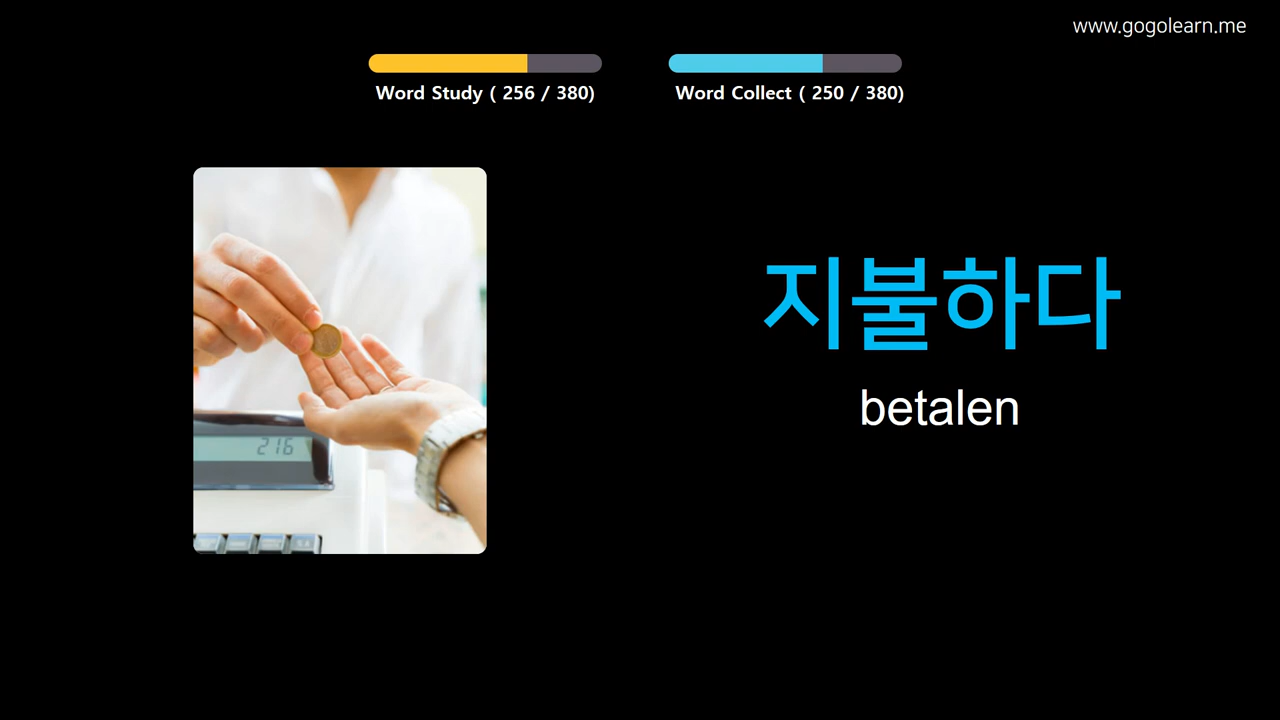 www.gogolearn.me
Word Study ( 256 / 380)
Word Collect ( 250 / 380)
216
지불하다
betalen